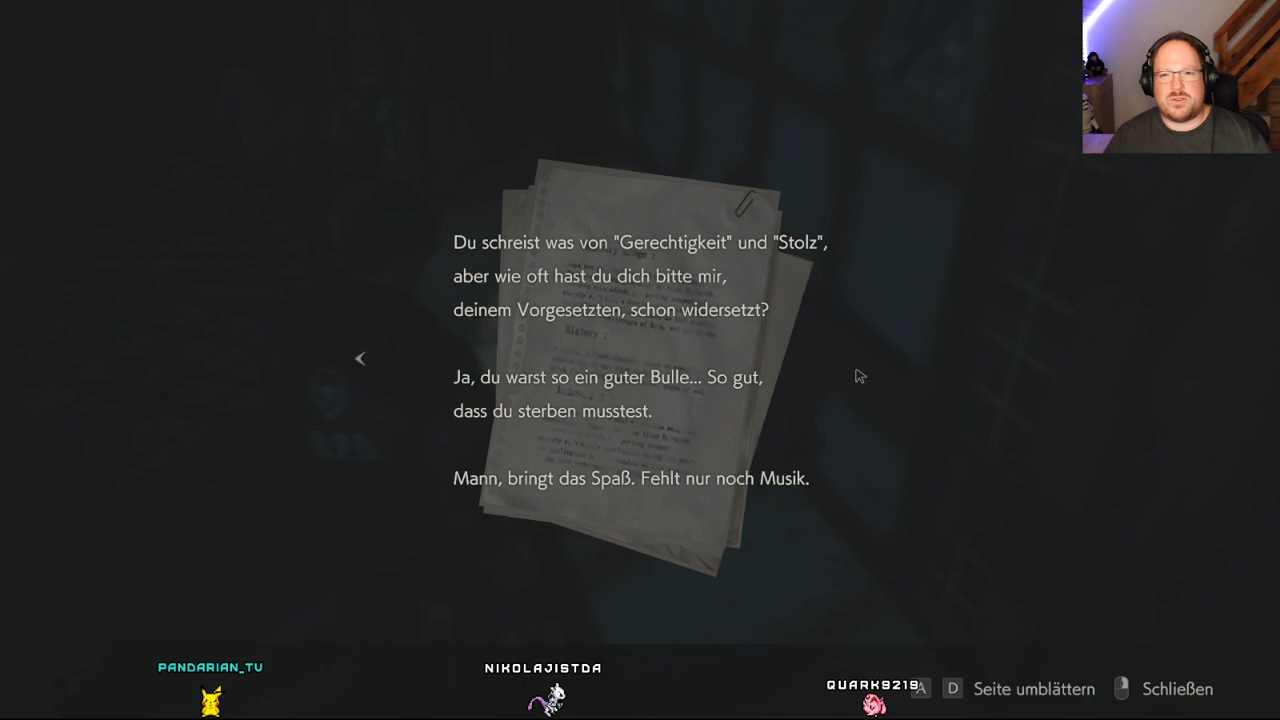 Du schreist was von "Gerechtigkeit" und "Stolz",
aber wie oft hast du dich bitte mir,
deinem Vorgesetzten, schon widersetzt?
Ja, du warst so ein guter Bulle... So gut,
dass du sterben musstest.
Mann, bringt das Spaß. Fehlt nur noch Musik.
History :
PANDARIAN_TV
NIKOLAJISTDA
QUARK9219
A D Seite umblättern Schließen